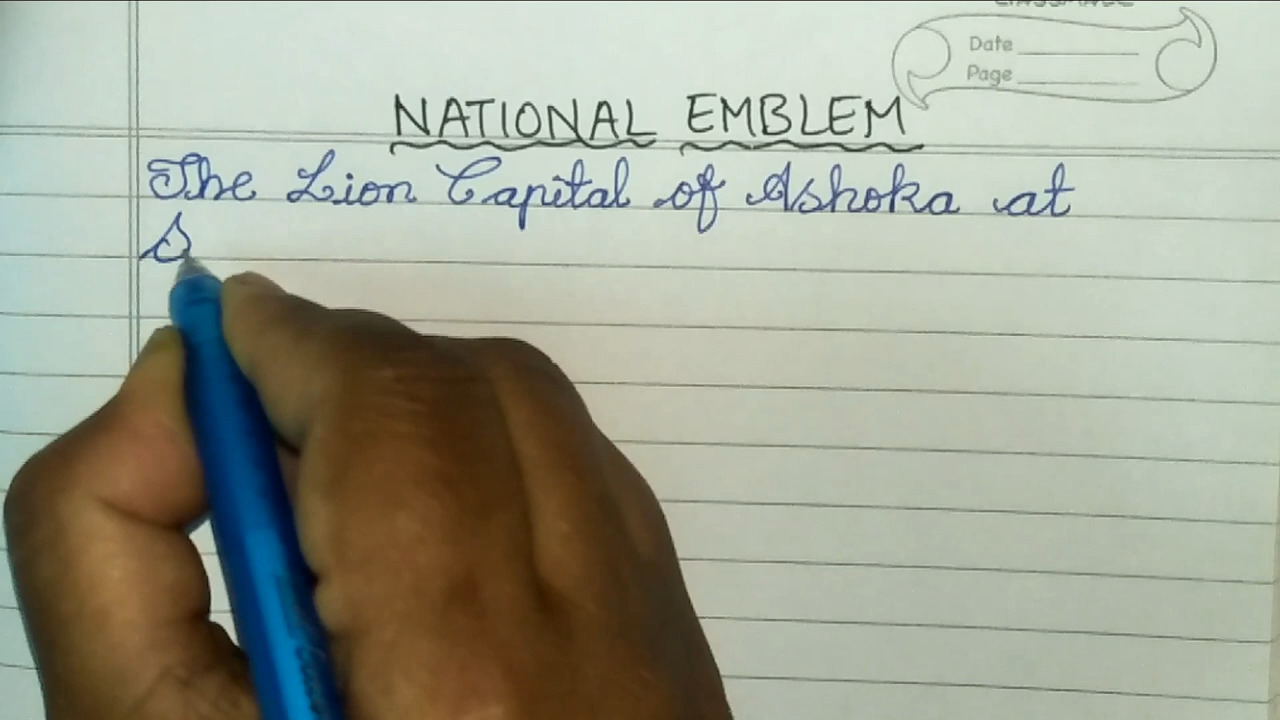 Date
Page
NATIONAL EMBLEM
The Lion Capital of Ashoka at
S